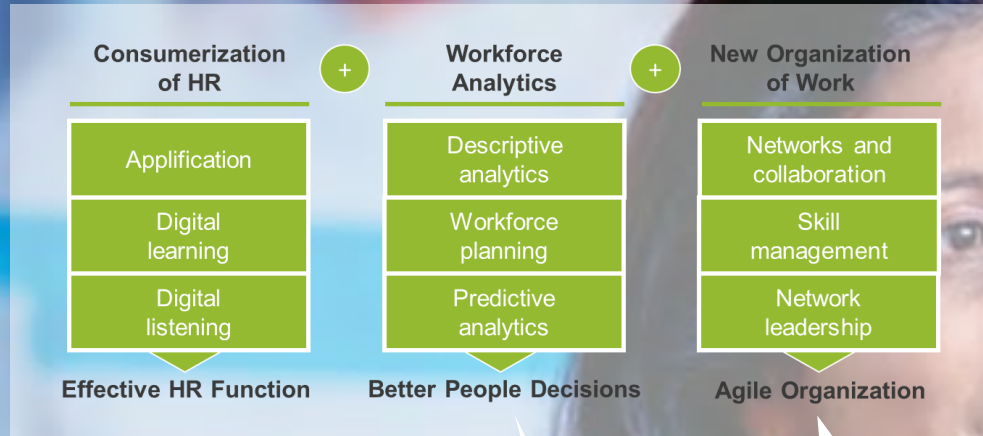 Consumerization
of HR
+
Workforce
Analytics
+
New Organization
of Work
Applification
Digital
learning
Digital
listening
Effective HR Function
Descriptive
analytics
Workforce
planning
Predictive
analytics
Better People Decisions
Networks and
collaboration
Skill
management
Network
leadership
Agile Organization